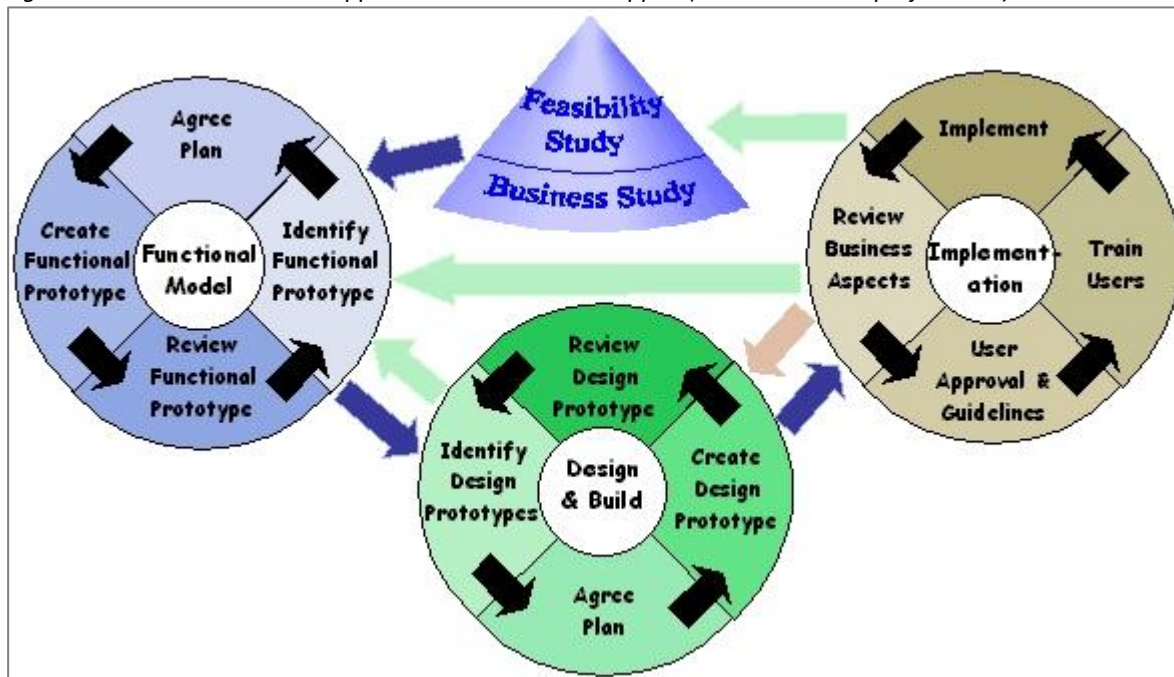 Feasibility
Study
Business Study
Agree
Plan
Create
Functional
Prototype
Functional
Model
Identify
Functional
Prototype
Review
Functional
Prototype
Implement
Review
Business
Aspects
Implement-
ation
Train
Users
User
Approval &
Guidelines
Review
Design
Prototype
Identify
Design
Prototypes
Design
& Build
Create
Design
Prototype
Agree
Plan